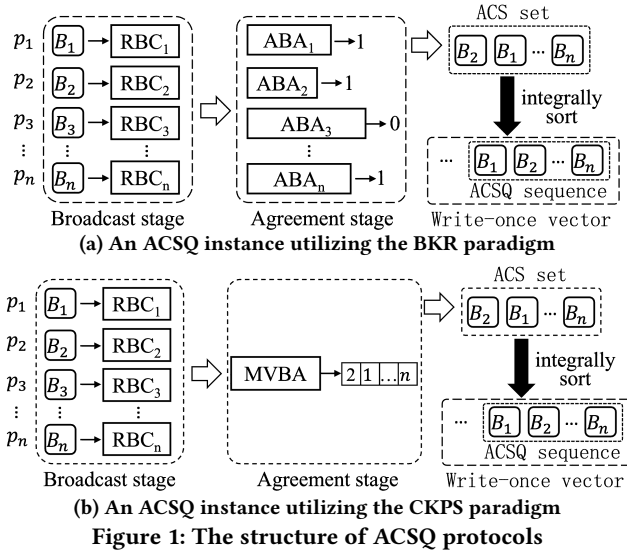 p₁ B₁ RBC₁ ABA₁ 1
p₂ B₂ RBC₂ ABA₂ 1
p₃ B₃ RBC₃ ABA₃ 0
⋮ ⋮ ⋮ ⋮
pₙ Bₙ RBCₙ ABAₙ 1
Broadcast stage
Agreement stage
ACS set
B₂ B₁ ··· Bₙ
integrally
sort
··· B₁ B₂ ··· Bₙ
ACSQ sequence
Write-once vector
(a) An ACSQ instance utilizing the BKR paradigm
p₁ B₁ RBC₁
p₂ B₂ RBC₂
p₃ B₃ RBC₃
⋮ ⋮ ⋮
pₙ Bₙ RBCₙ
Broadcast stage
MVBA 2 1 ... n
Agreement stage
ACS set
B₂ B₁ ··· Bₙ
integrally
sort
··· B₁ B₂ ··· Bₙ
ACSQ sequence
Write-once vector
(b) An ACSQ instance utilizing the CKPS paradigm
Figure 1: The structure of ACSQ protocols